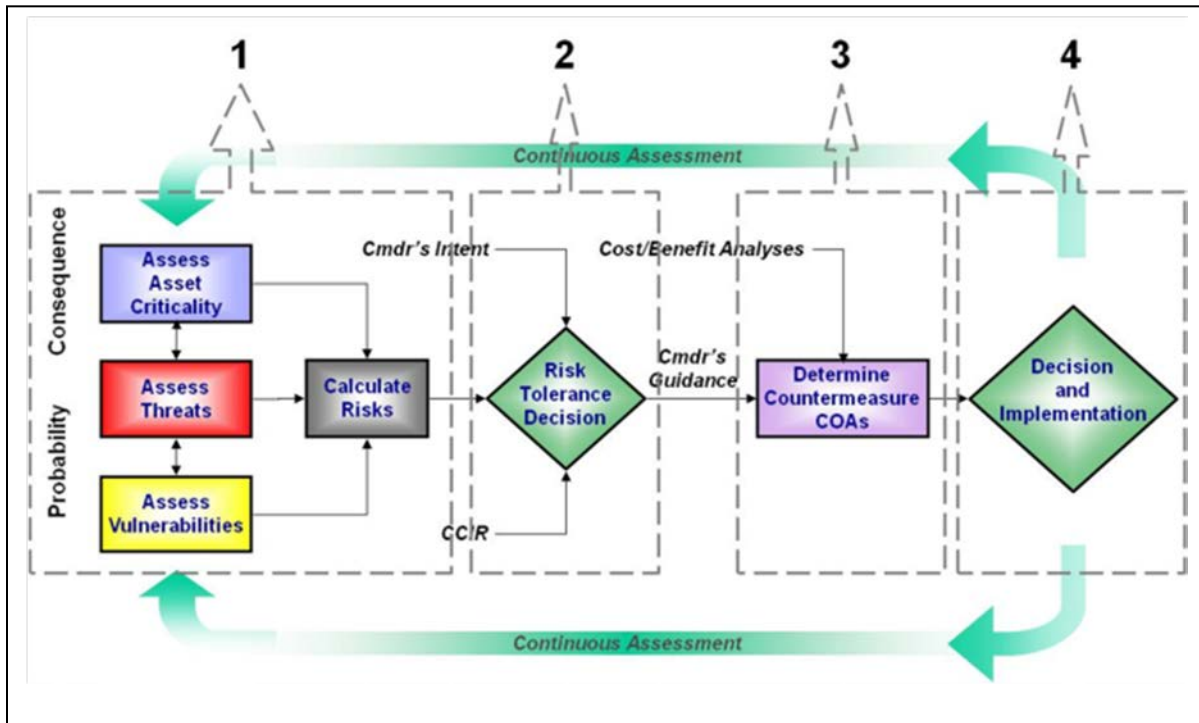 1
2
3
4
Continuous Assessment
Consequence
Probability
Assess
Asset
Criticality
Assess
Threats
Assess
Vulnerabilities
Calculate
Risks
Cmdr's Intent
Risk
Tolerance
Decision
CCIR
Cmdr's
Guidance
Cost/Benefit Analyses
Determine
Countermeasure
COAs
Decision
and
Implementation
Continuous Assessment